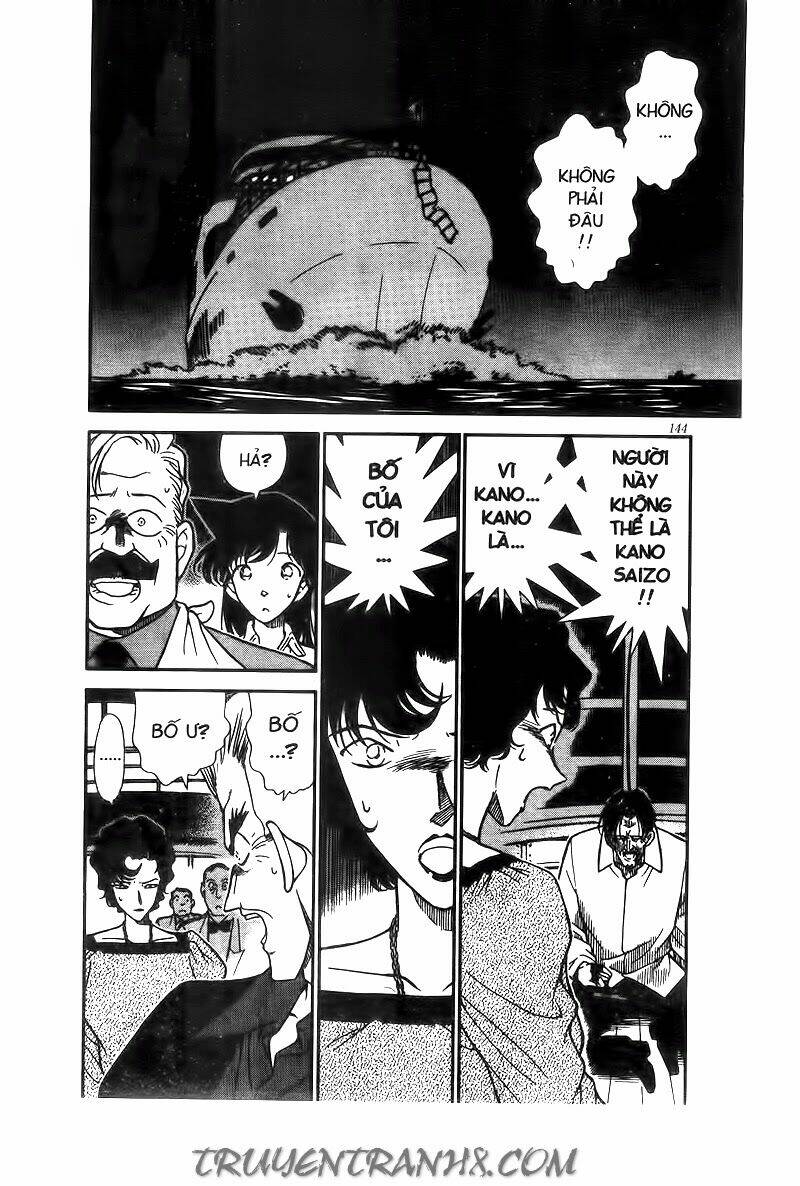 KHÔNG
...
KHÔNG
PHẢI
ĐÂU
!!
144
NGƯỜI
NÀY
KHÔNG
THỂ LÀ
KANO
SAIZO
!!
VÌ
KANO...
KANO
LÀ...
BỐ
CỦA
TÔI
...
HẢ?
BỐ
...?
BỐ Ư?
......
TRUYENTRANH8.COM